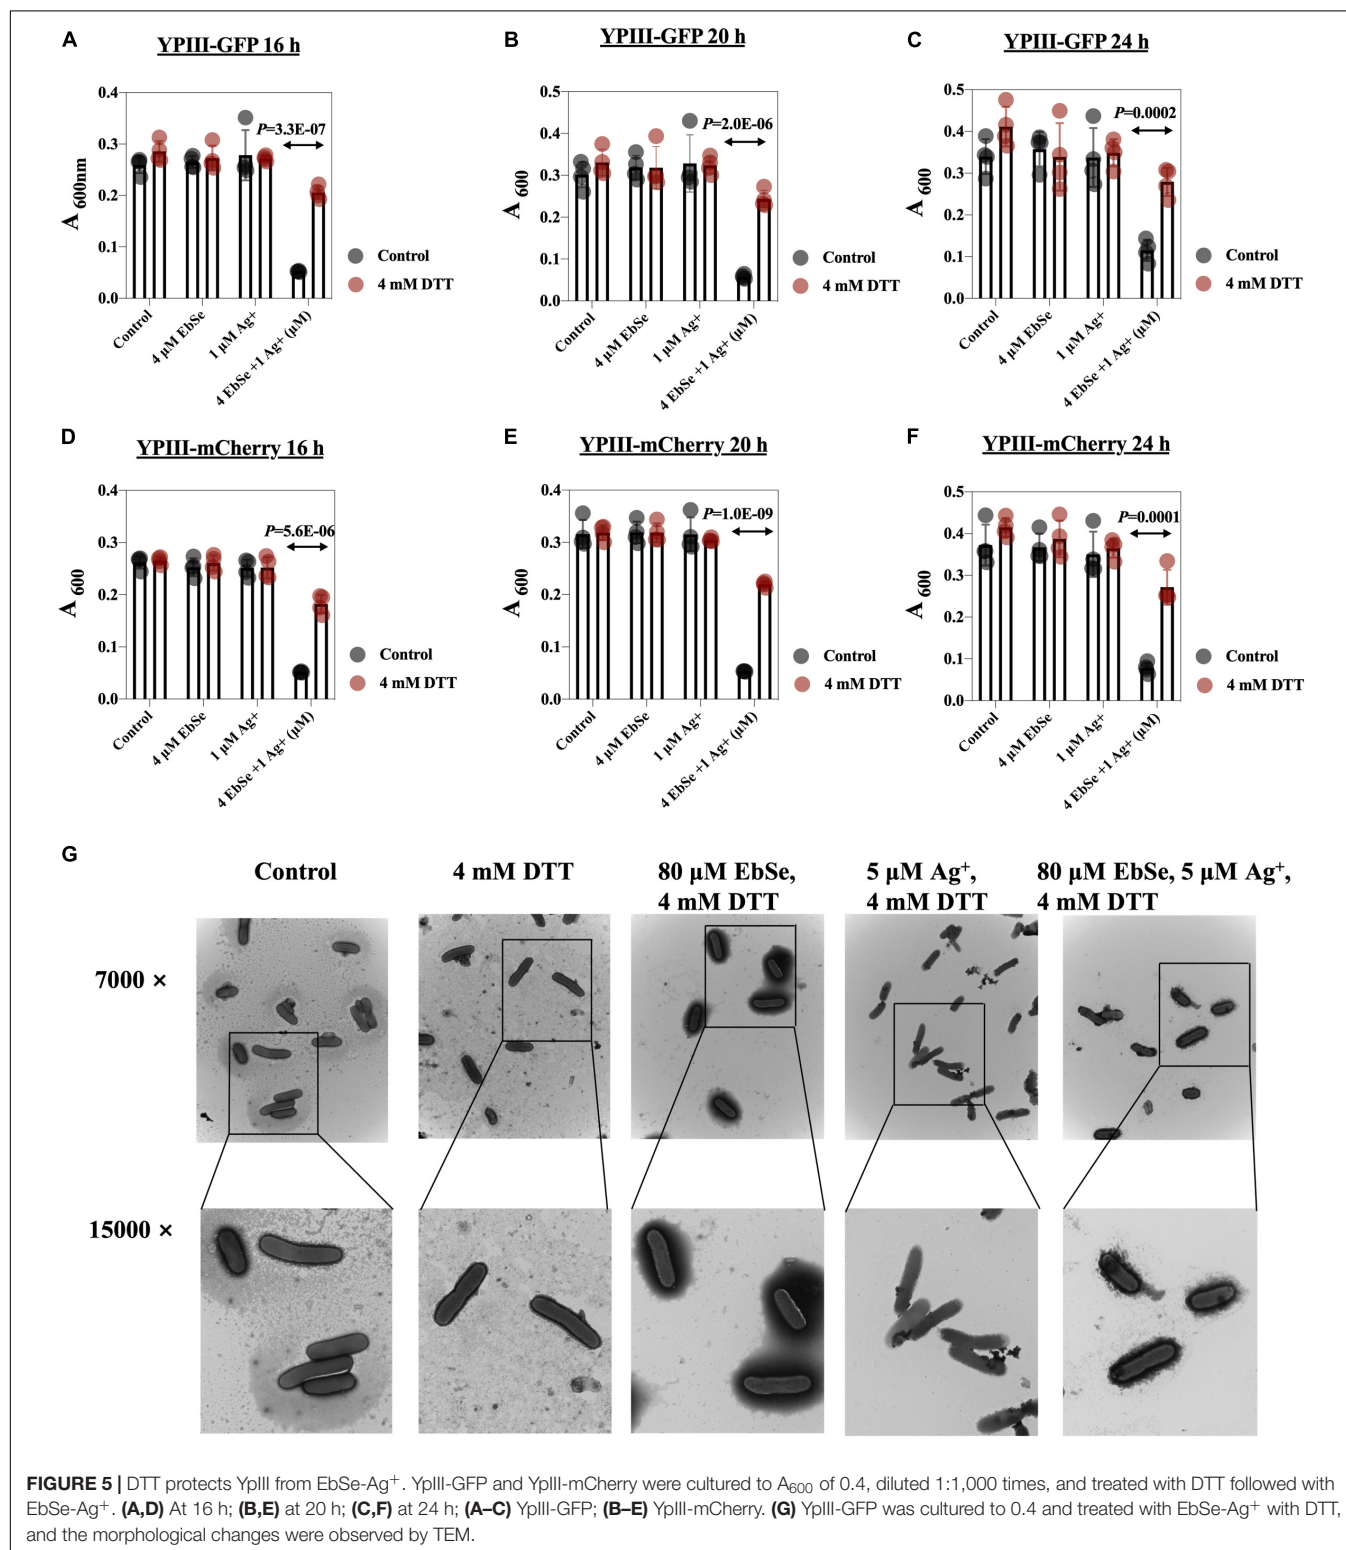 A
YPIII-GFP 16 h
A 600nm
0.4
0.3
0.2
0.1
0.0
P=3.3E-07
Control
4 mM DTT
Control
4 µM EbSe
1 µM Ag+
4 EbSe +1 Ag+ (µM)
B
YPIII-GFP 20 h
A 600
0.5
0.4
0.3
0.2
0.1
0.0
P=2.0E-06
Control
4 mM DTT
Control
4 µM EbSe
1 µM Ag+
4 EbSe +1 Ag+ (µM)
C
YPIII-GFP 24 h
A 600
0.5
0.4
0.3
0.2
0.1
0.0
P=0.0002
Control
4 mM DTT
Control
4 µM EbSe
1 µM Ag+
4 EbSe +1 Ag+ (µM)
D
YPIII-mCherry 16 h
A 600
0.4
0.3
0.2
0.1
0.0
P=5.6E-06
Control
4 mM DTT
Control
4 µM EbSe
1 µM Ag+
4 EbSe +1 Ag+ (µM)
E
YPIII-mCherry 20 h
A 600
0.4
0.3
0.2
0.1
0.0
P=1.0E-09
Control
4 mM DTT
Control
4 µM EbSe
1 µM Ag+
4 EbSe +1 Ag+ (µM)
F
YPIII-mCherry 24 h
A 600
0.5
0.4
0.3
0.2
0.1
0.0
P=0.0001
Control
4 mM DTT
Control
4 µM EbSe
1 µM Ag+
4 EbSe +1 Ag+ (µM)
G
Control
4 mM DTT
80 µM EbSe,
4 mM DTT
5 µM Ag⁺,
4 mM DTT
80 µM EbSe, 5 µM Ag⁺,
4 mM DTT
7000 ×
15000 ×
FIGURE 5 | DTT protects YpIII from EbSe-Ag⁺. YpIII-GFP and YpIII-mCherry were cultured to A₆₀₀ of 0.4, diluted 1:1,000 times, and treated with DTT followed with
EbSe-Ag⁺. (A,D) At 16 h; (B,E) at 20 h; (C,F) at 24 h; (A–C) YpIII-GFP; (B–E) YpIII-mCherry. (G) YpIII-GFP was cultured to 0.4 and treated with EbSe-Ag⁺ with DTT,
and the morphological changes were observed by TEM.